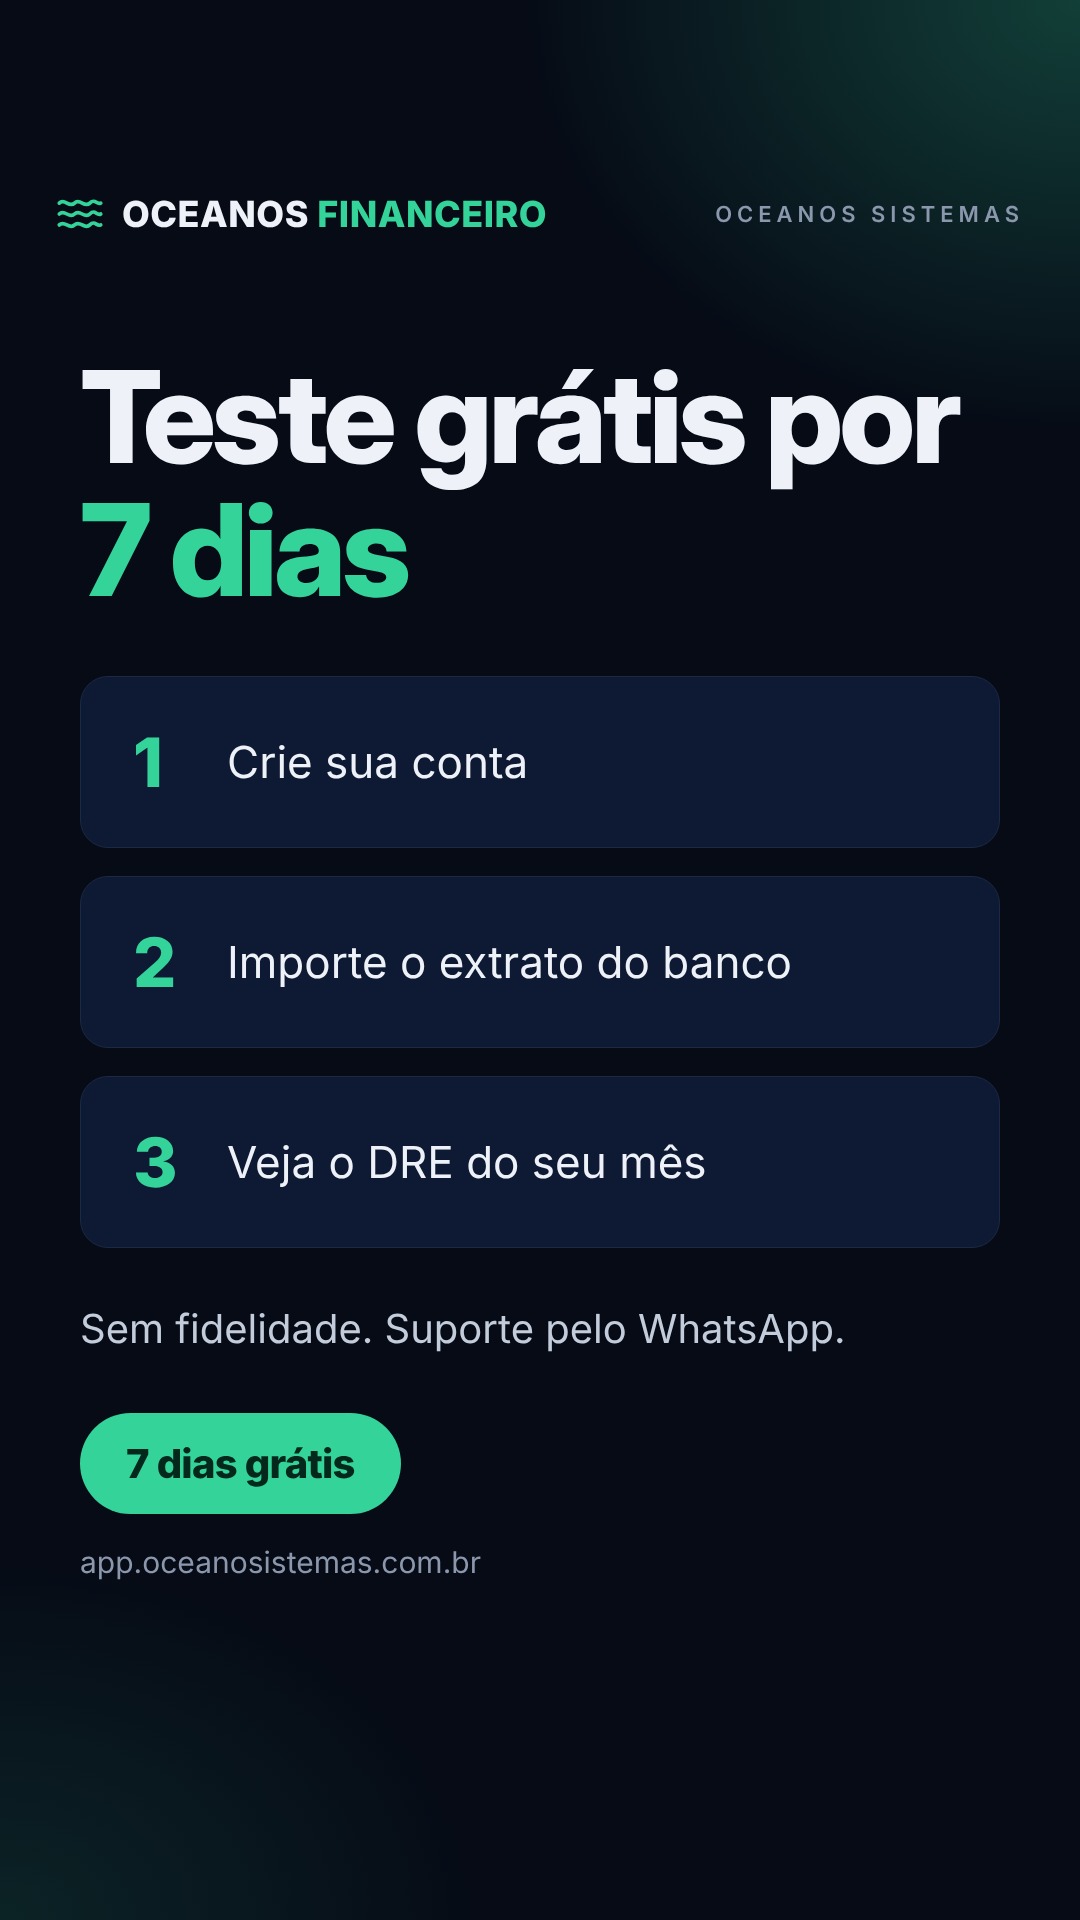 OCEANOS FINANCEIRO
OCEANOS SISTEMAS
Teste grátis por
7 dias
1 Crie sua conta
2 Importe o extrato do banco
3 Veja o DRE do seu mês
Sem fidelidade. Suporte pelo WhatsApp.
7 dias grátis
app.oceanosistemas.com.br